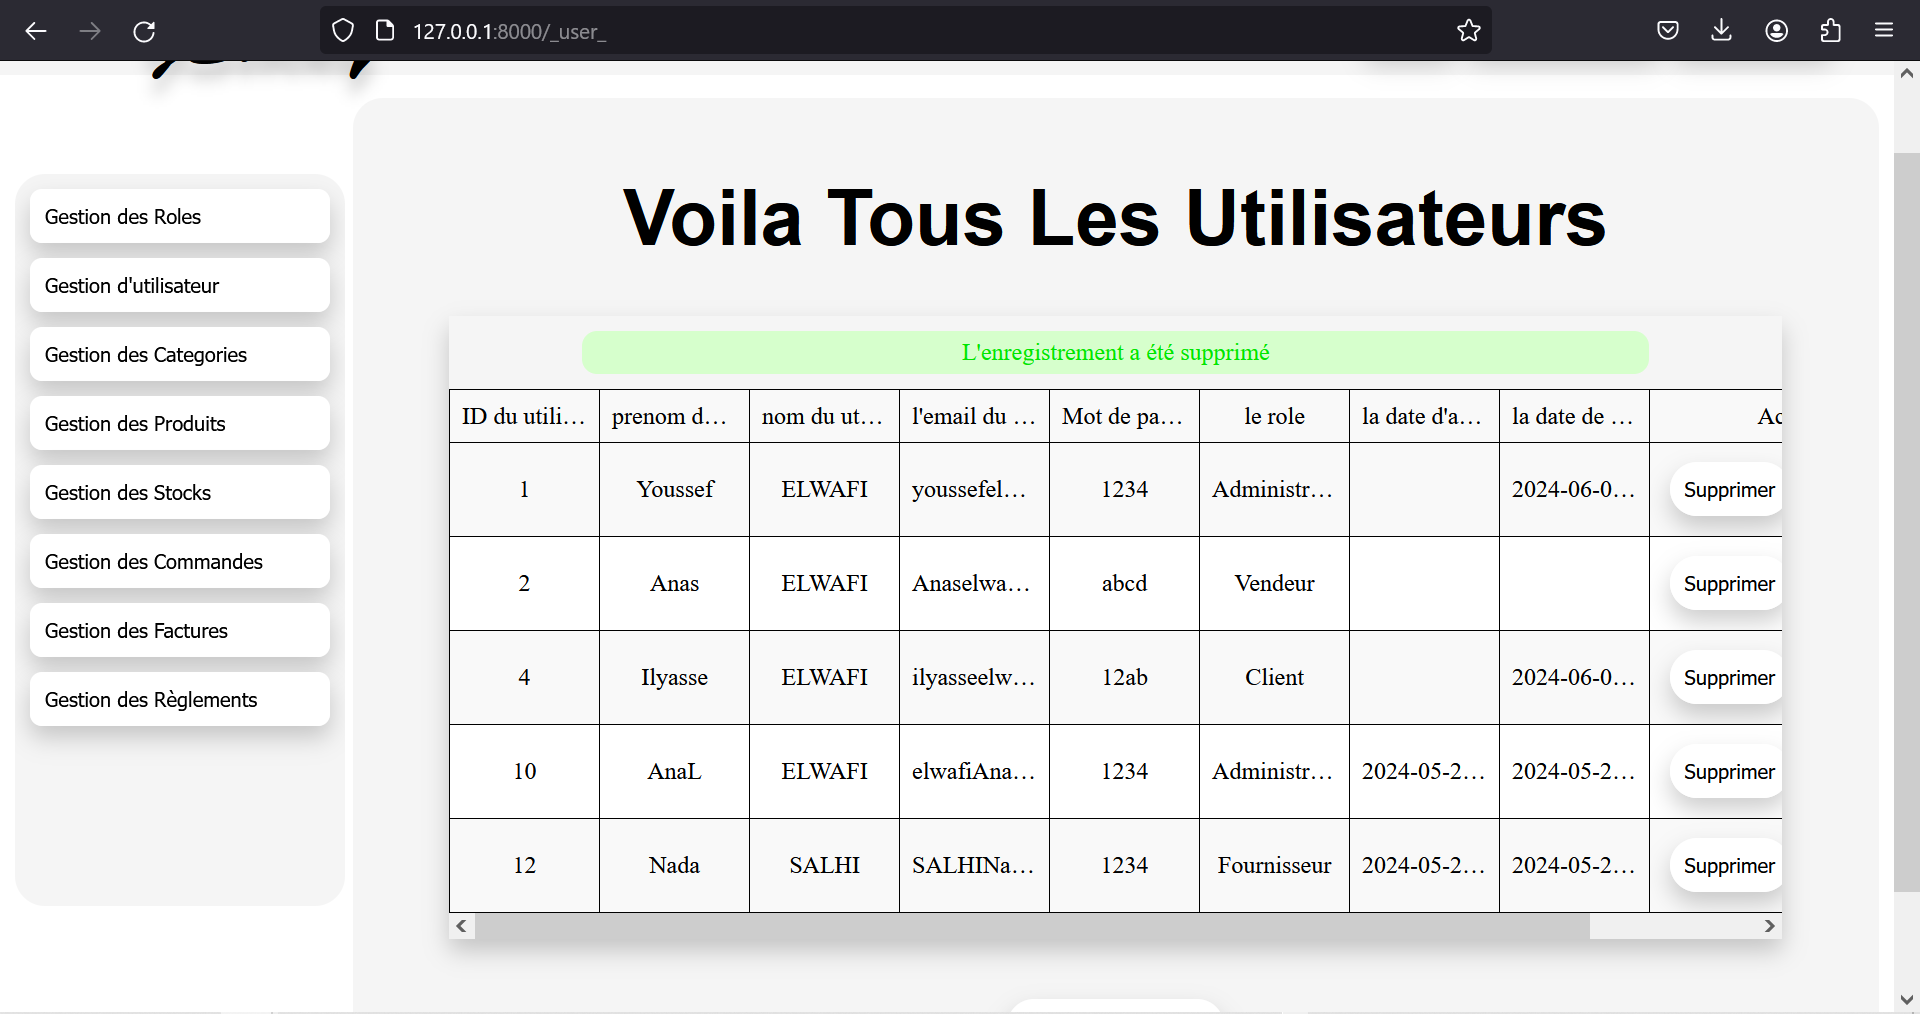 127.0.0.1:8000/_user_
Voila Tous Les Utilisateurs
Gestion des Roles
Gestion d'utilisateur
Gestion des Categories
Gestion des Produits
Gestion des Stocks
Gestion des Commandes
Gestion des Factures
Gestion des Règlements
L'enregistrement a été supprimé
ID du utili… prenom d… nom du ut… l'email du … Mot de pa… le role la date d'a… la date de … Ac
1 Youssef ELWAFI youssefel… 1234 Administr… 2024-06-0… Supprimer
2 Anas ELWAFI Anaselwa… abcd Vendeur Supprimer
4 Ilyasse ELWAFI ilyasseelw… 12ab Client 2024-06-0… Supprimer
10 AnaL ELWAFI elwafiAna… 1234 Administr… 2024-05-2… 2024-05-2… Supprimer
12 Nada SALHI SALHINa… 1234 Fournisseur 2024-05-2… 2024-05-2… Supprimer